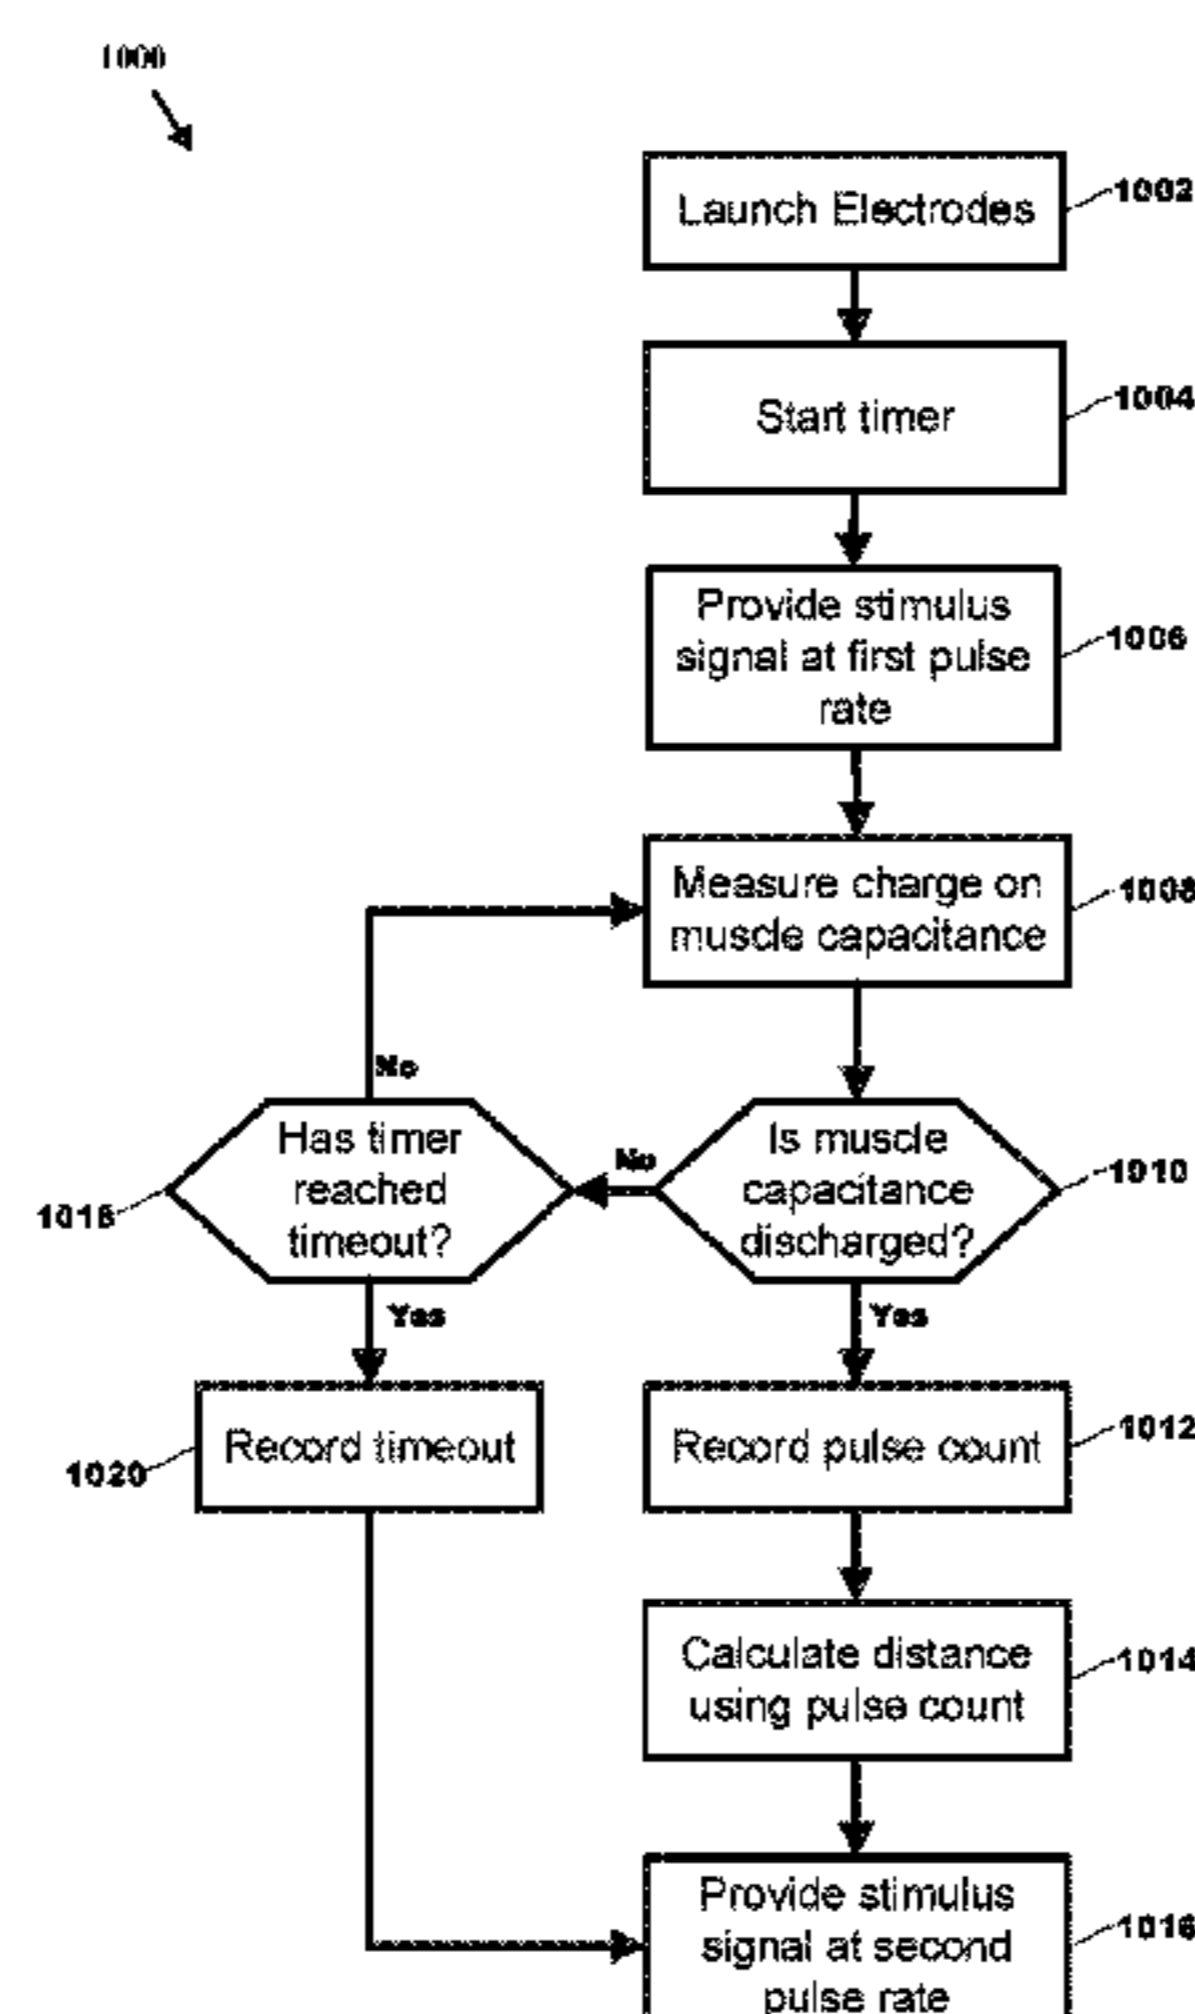 1000
Launch Electrodes
1002
Start timer
1004
Provide stimulus
signal at first pulse
rate
1006
Measure charge on
muscle capacitance
1008
No
Has timer
reached
timeout?
No
Is muscle
capacitance
discharged?
1010
Yes
Yes
Record timeout
1020
Record pulse count
1012
Calculate distance
using pulse count
1014
Provide stimulus
signal at second
pulse rate
1016